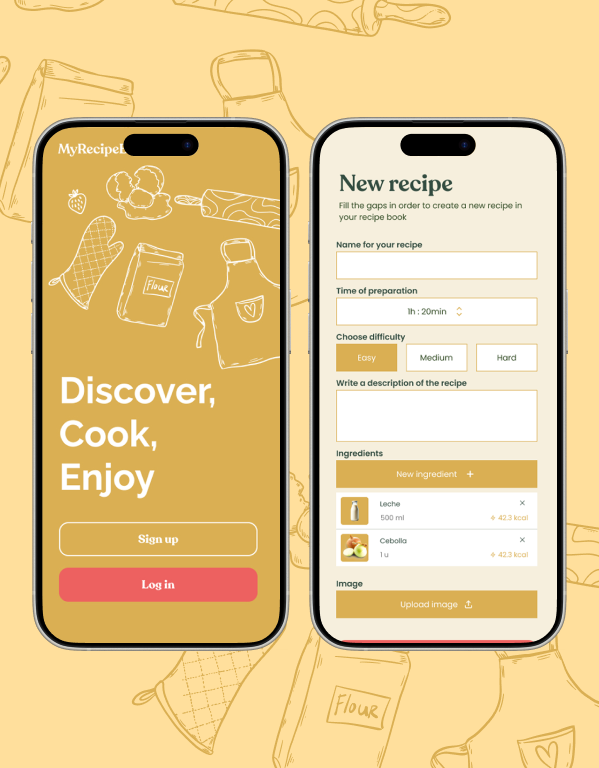 MyRecipe
Flour
Discover,
Cook,
Enjoy
Sign up
Log in
New recipe
Fill the gaps in order to create a new recipe in
your recipe book
Name for your recipe
Time of preparation
1h : 20min
Choose difficulty
Easy Medium Hard
Write a description of the recipe
Ingredients
New ingredient +
Leche
500 ml 42.3 kcal
Cebolla
1 u 42.3 kcal
Image
Upload image
Flour